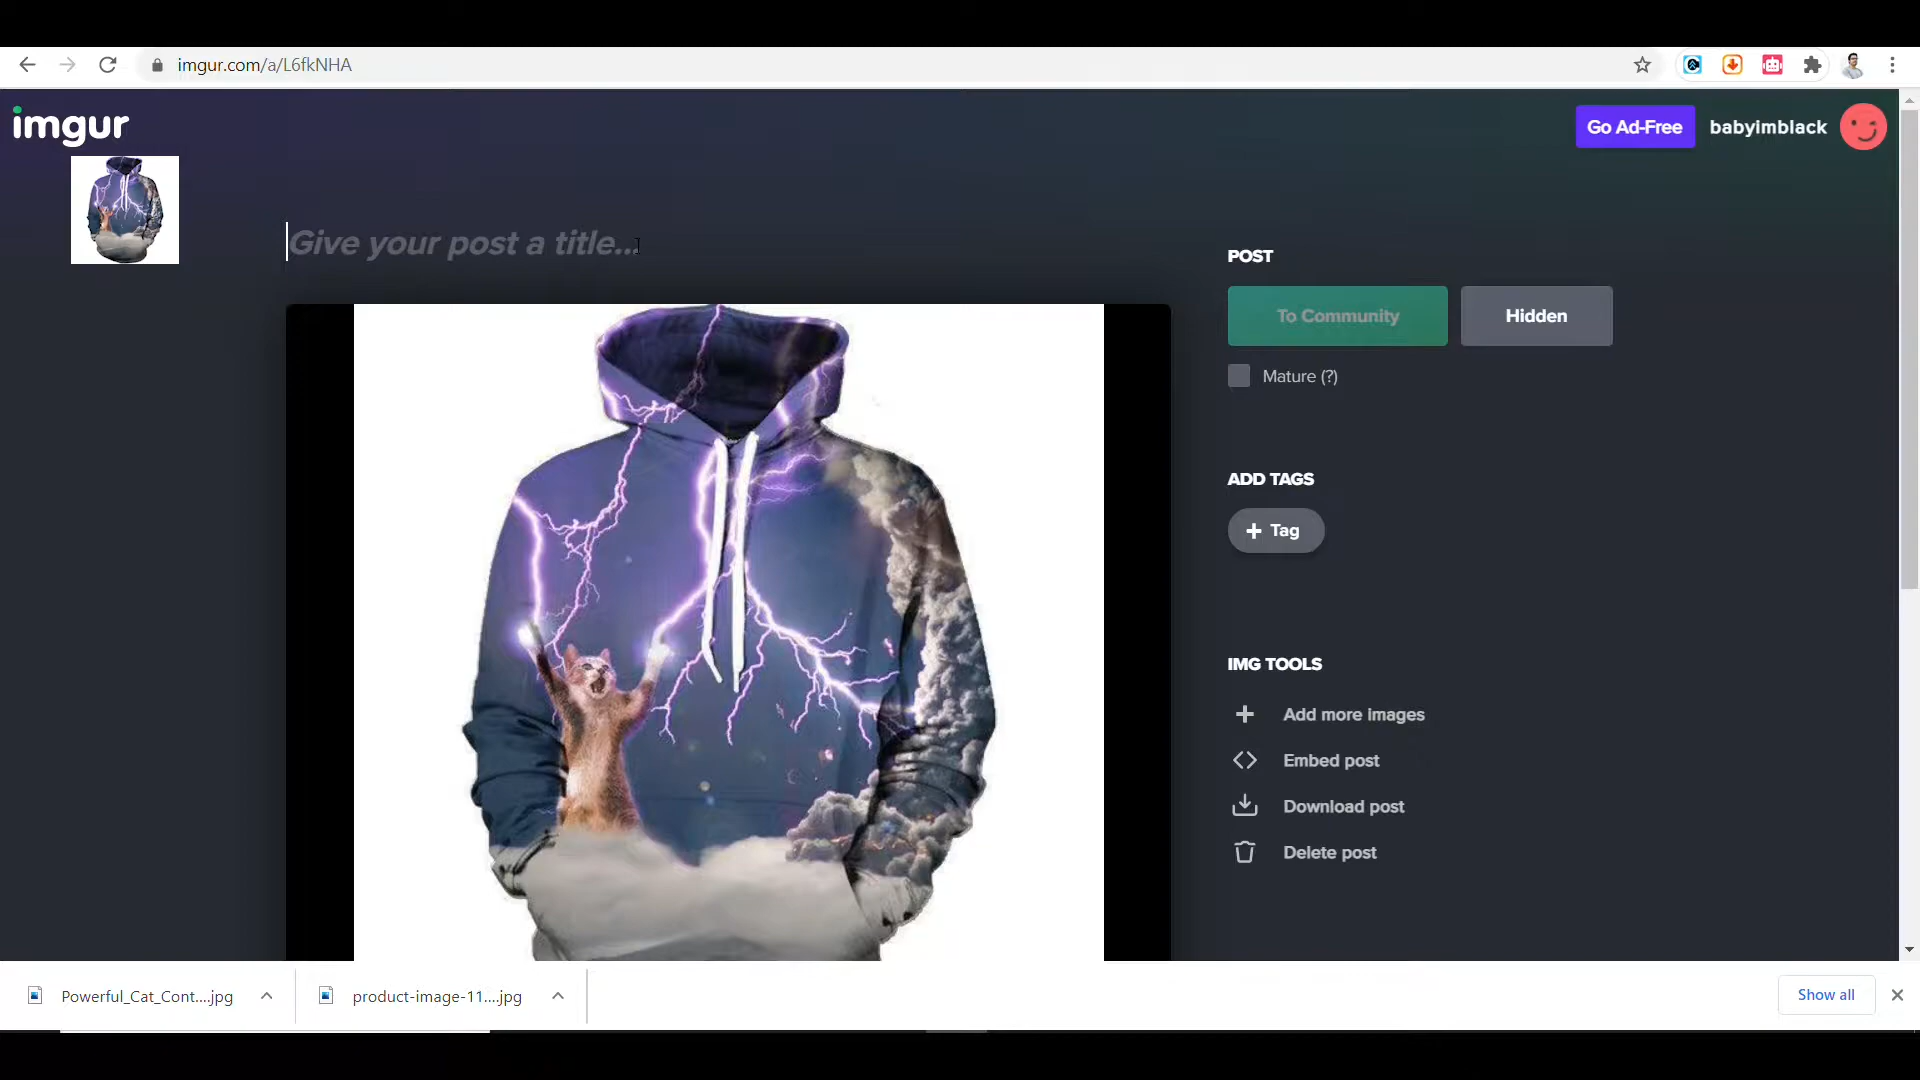 imgur.com/a/L6fkNHA
imgur
Go Ad-Free
babyimblack
Give your post a title...
POST
To Community
Hidden
Mature (?)
ADD TAGS
+ Tag
IMG TOOLS
Add more images
Embed post
Download post
Delete post
Powerful_Cat_Cont....jpg
product-image-11....jpg
Show all